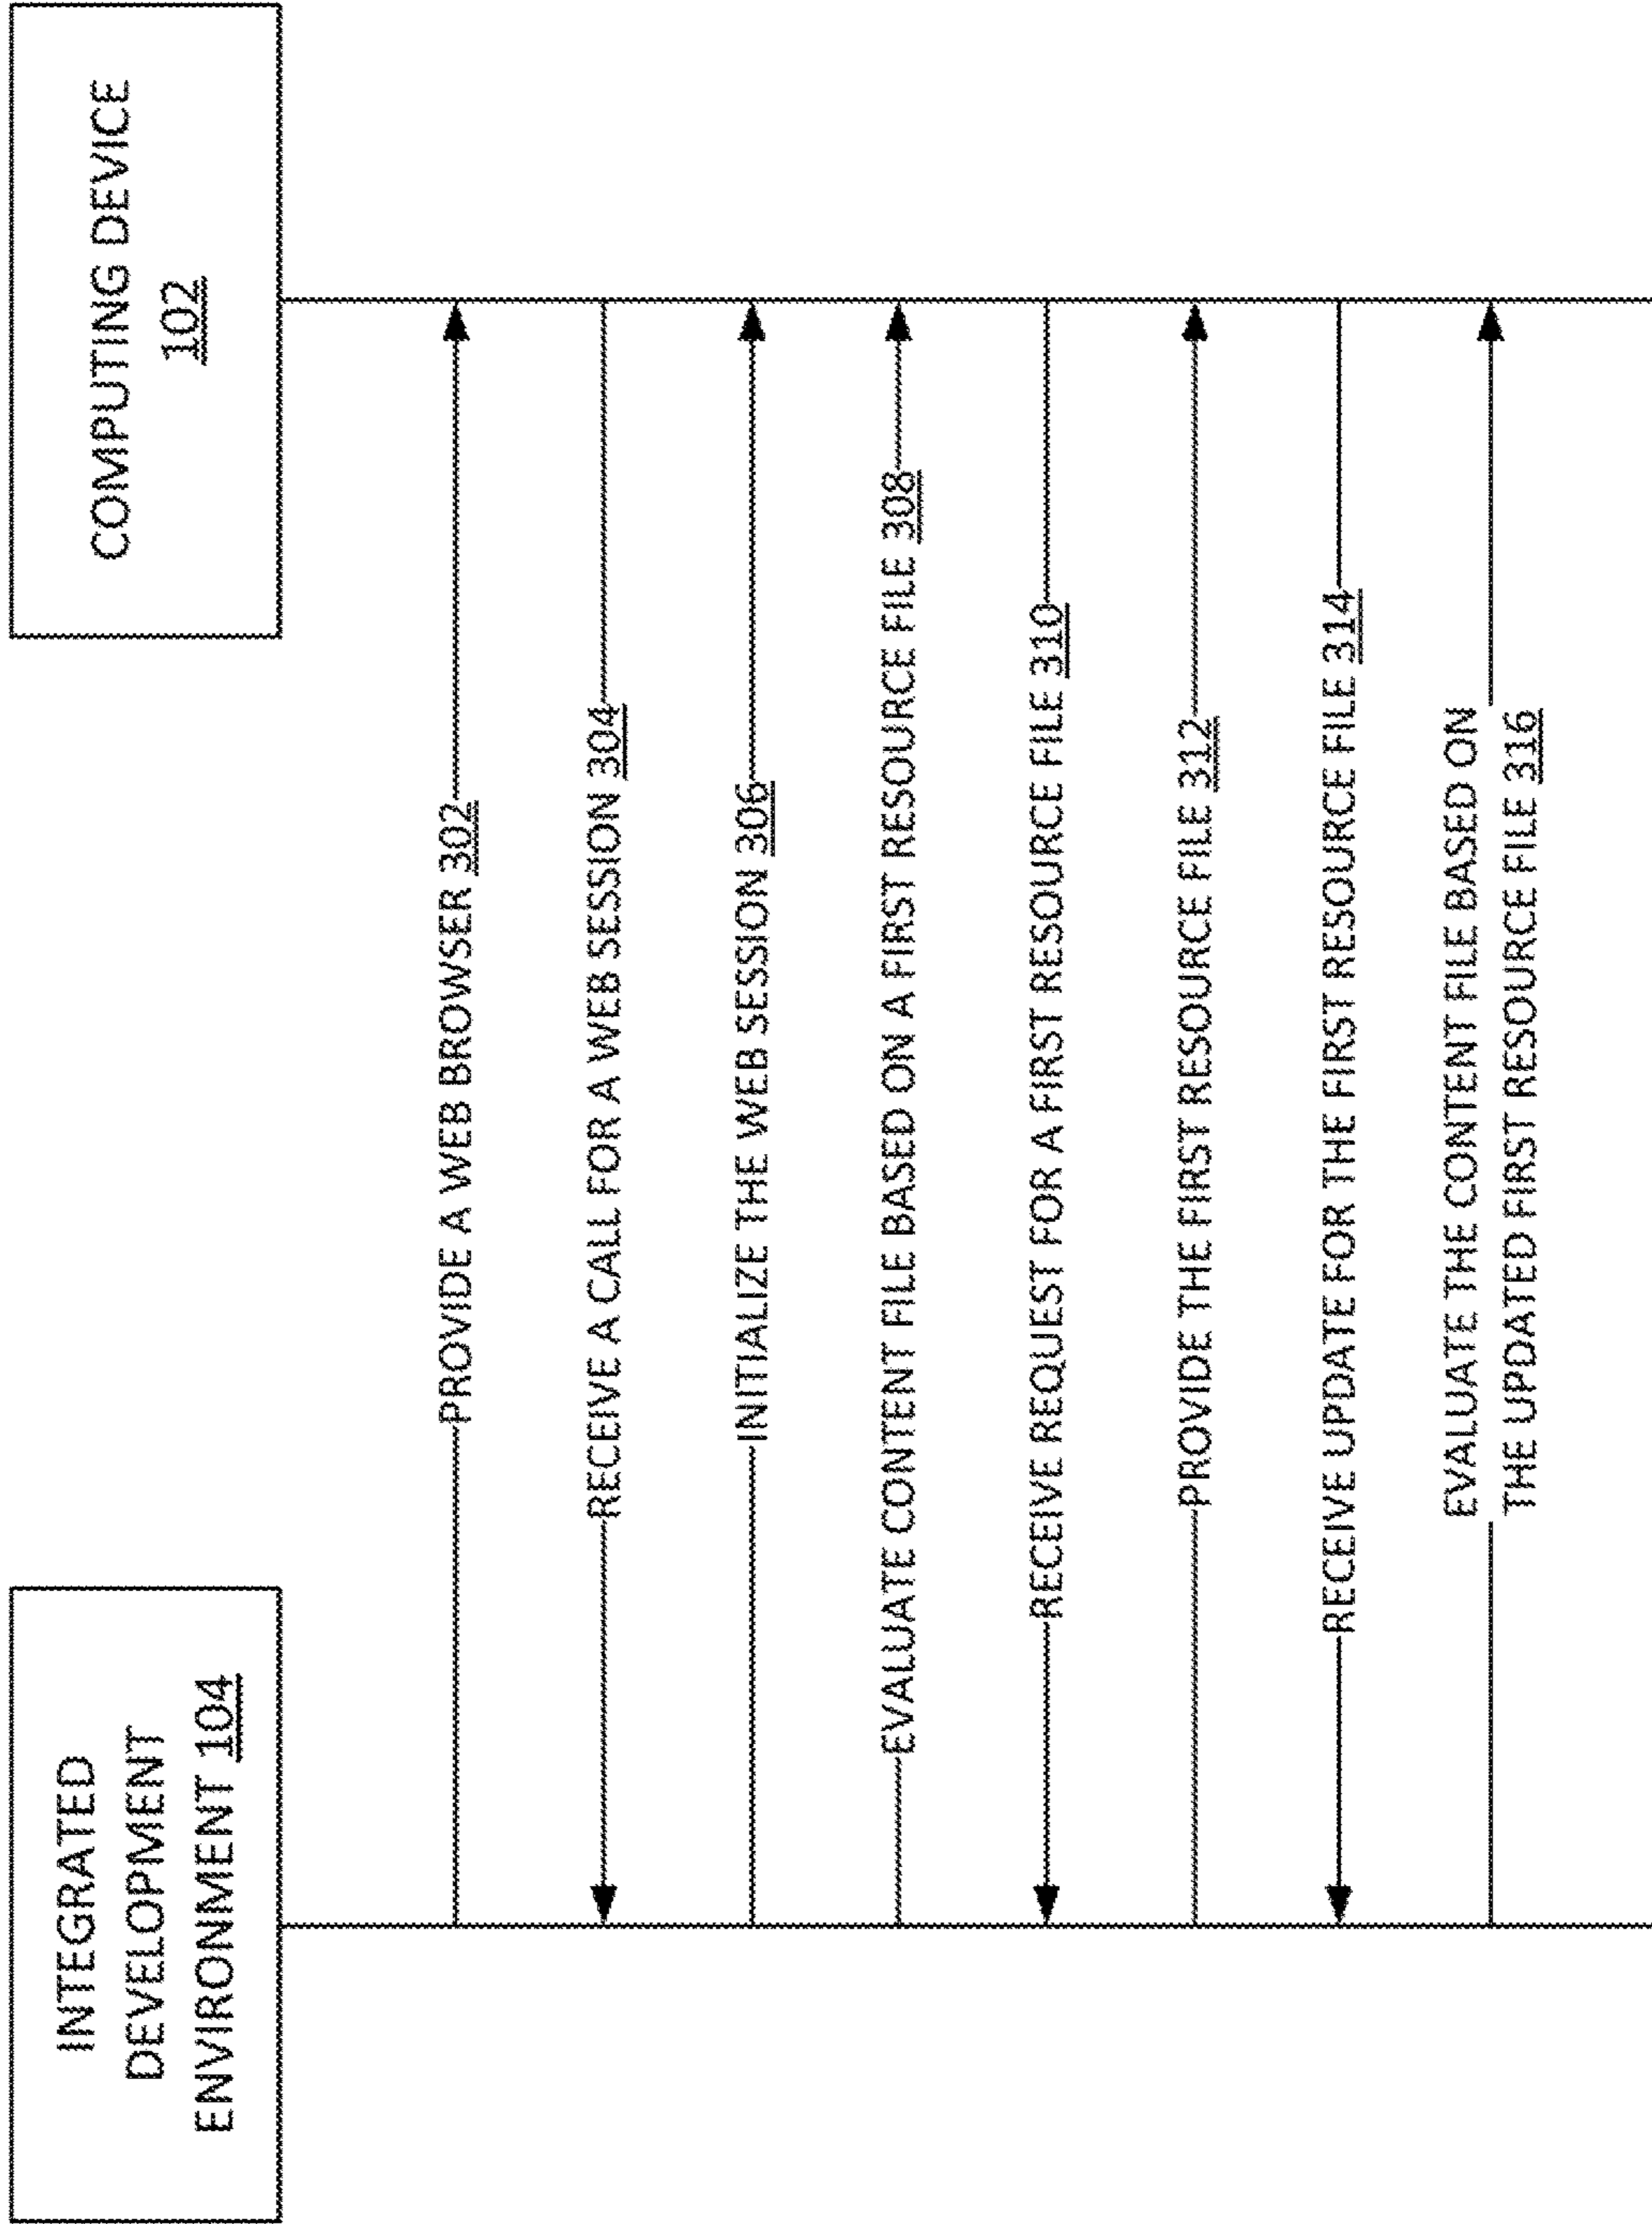 INTEGRATED
DEVELOPMENT
ENVIRONMENT 104
COMPUTING DEVICE
102
PROVIDE A WEB BROWSER 302
RECEIVE A CALL FOR A WEB SESSION 304
INITIALIZE THE WEB SESSION 306
EVALUATE CONTENT FILE BASED ON A FIRST RESOURCE FILE 308
RECEIVE REQUEST FOR A FIRST RESOURCE FILE 310
PROVIDE THE FIRST RESOURCE FILE 312
RECEIVE UPDATE FOR THE FIRST RESOURCE FILE 314
EVALUATE THE CONTENT FILE BASED ON
THE UPDATED FIRST RESOURCE FILE 316